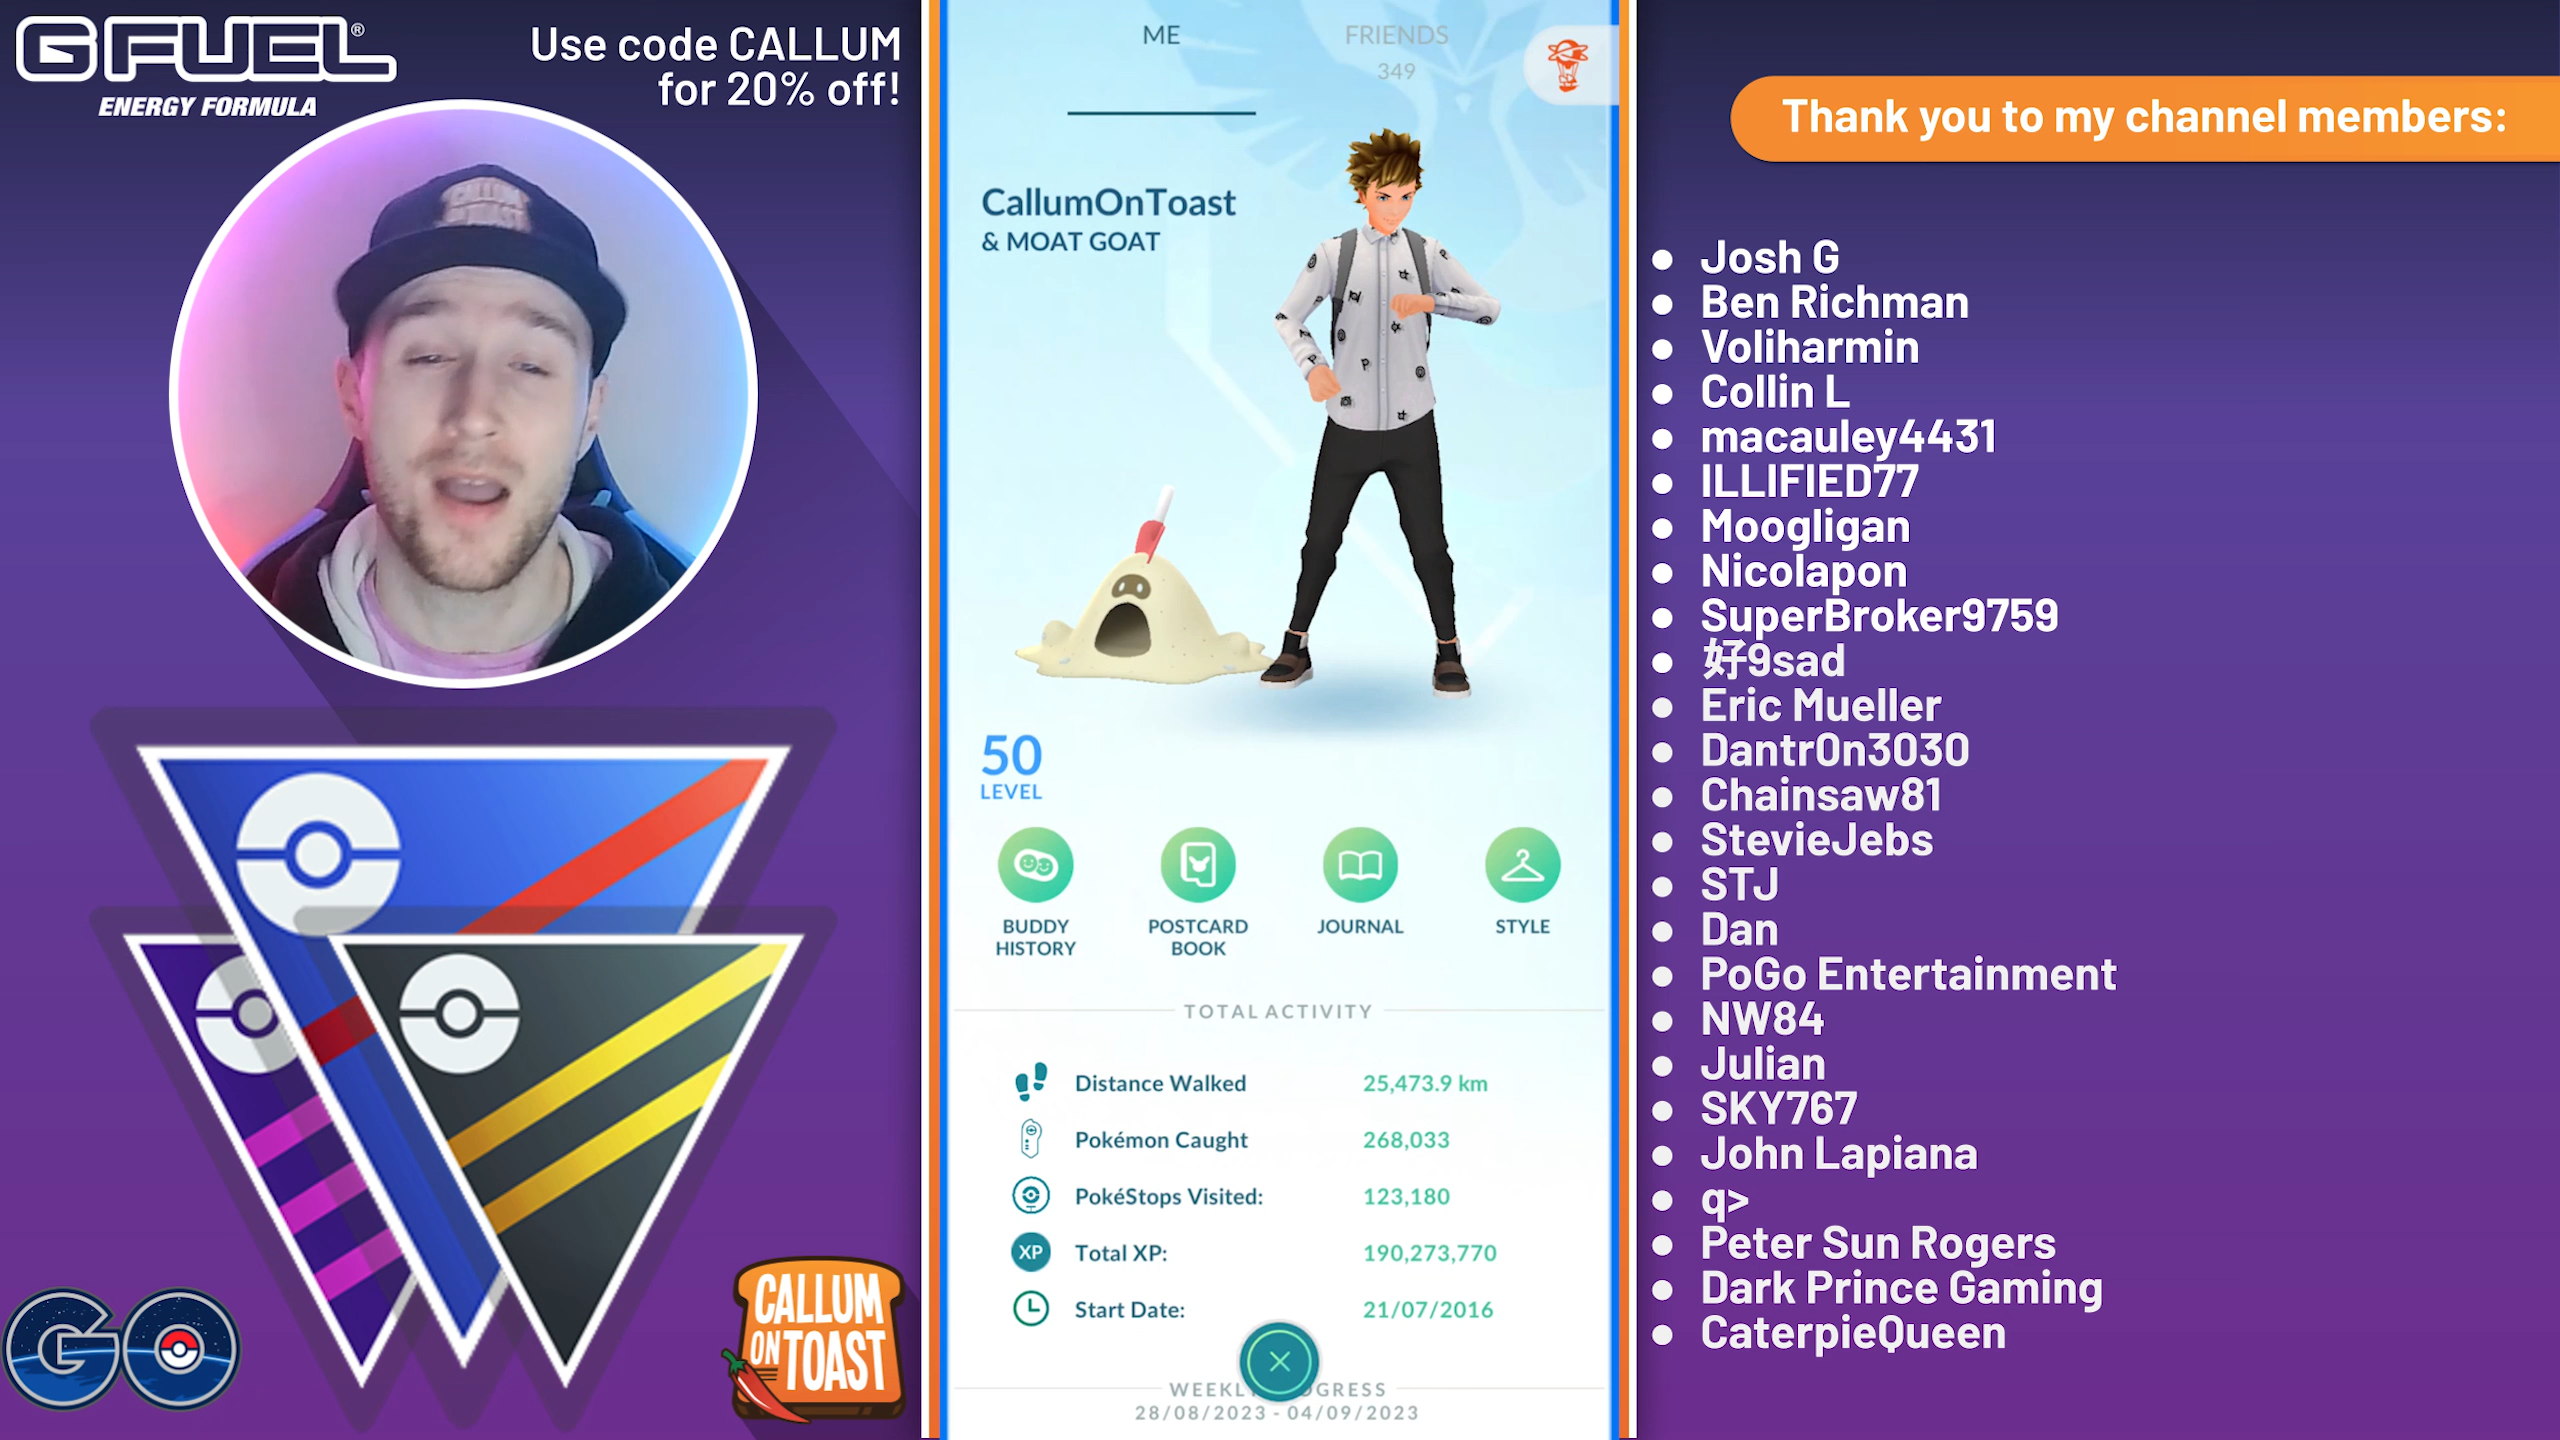 GFUEL®
ENERGY FORMULA
Use code CALLUM
for 20% off!
CALLUM
ON TOAST
GO
CALLUM
ON TOAST
ME
FRIENDS
349
CallumOnToast
& MOAT GOAT
50
LEVEL
BUDDY
HISTORY
POSTCARD
BOOK
JOURNAL
STYLE
TOTAL ACTIVITY
Distance Walked 25,473.9 km
Pokémon Caught 268,033
PokéStops Visited: 123,180
XP Total XP: 190,273,770
Start Date: 21/07/2016
28/08/2023 - 04/09/2023
Thank you to my channel members:
Josh G
Ben Richman
Voliharmin
Collin L
macauley4431
ILLIFIED77
Moogligan
Nicolapon
SuperBroker9759
好9sad
Eric Mueller
Dantr0n3030
Chainsaw81
StevieJebs
STJ
Dan
PoGo Entertainment
NW84
Julian
SKY767
John Lapiana
q>
Peter Sun Rogers
Dark Prince Gaming
CaterpieQueen